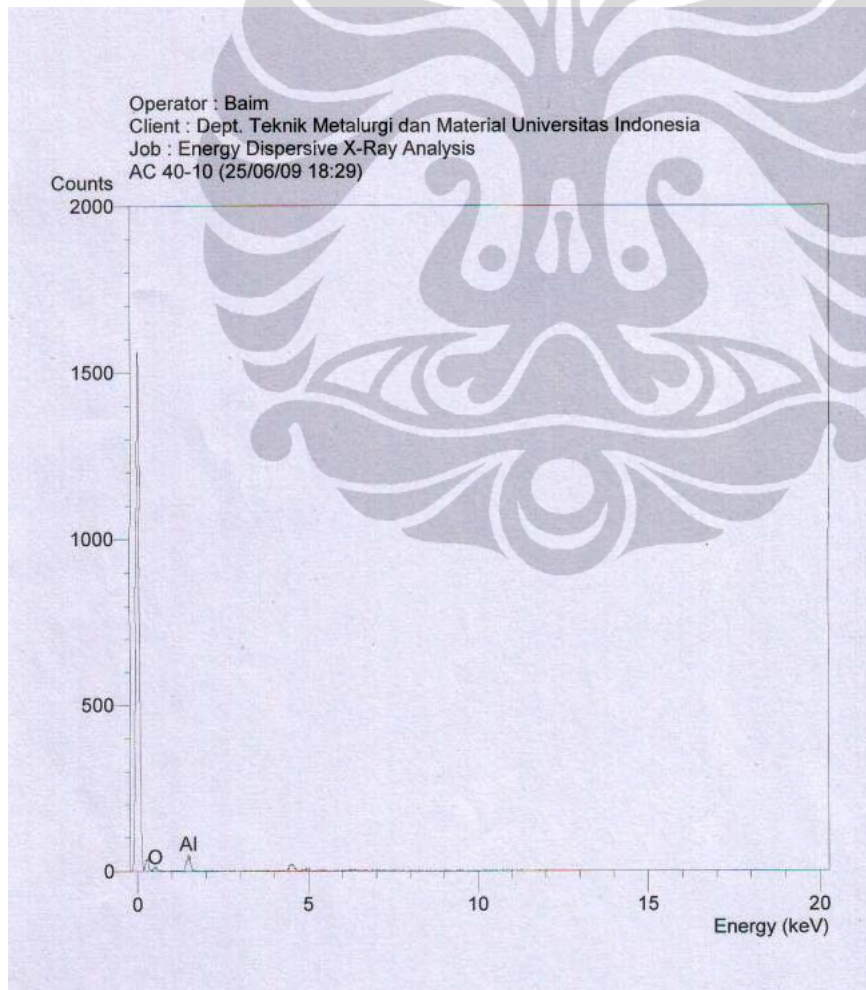 Operator : Baim
Client : Dept. Teknik Metalurgi dan Material Universitas Indonesia
Job : Energy Dispersive X-Ray Analysis
AC 40-10 (25/06/09 18:29)
Counts
2000
1500
1000
500
0
O
Al
0 5 10 15 20
Energy (keV)